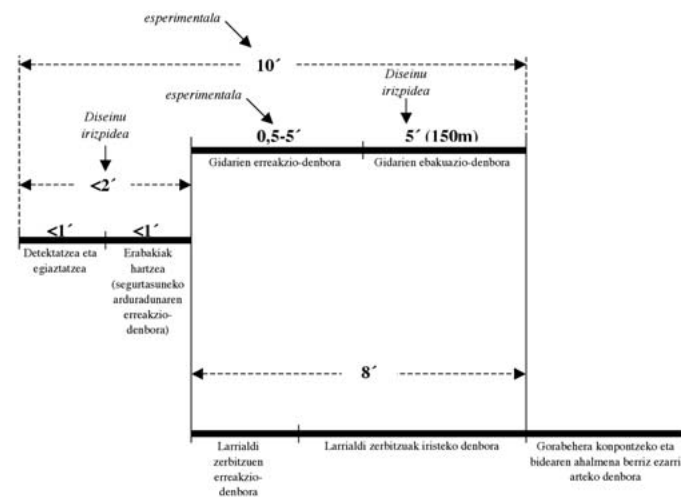 esperimentala
10´
Diseinu
irizpidea
esperimentala
Diseinu
irizpidea
0,5-5´
5´ (150m)
Gidarien erreakzio-denbora
Gidarien ebakuazio-denbora
<2´
<1´
<1´
Detektatzea eta
egiaztatzea
Erabakiak
hartzea
(segurtasuneko
arduradunaren
erreakzio-
denbora)
8´
Larrialdi
zerbitzuen
erreakzio-
denbora
Larrialdi zerbitzuak iristeko denbora
Gorabehera konpontzeko eta
bidearen ahalmena berriz ezarri
arteko denbora